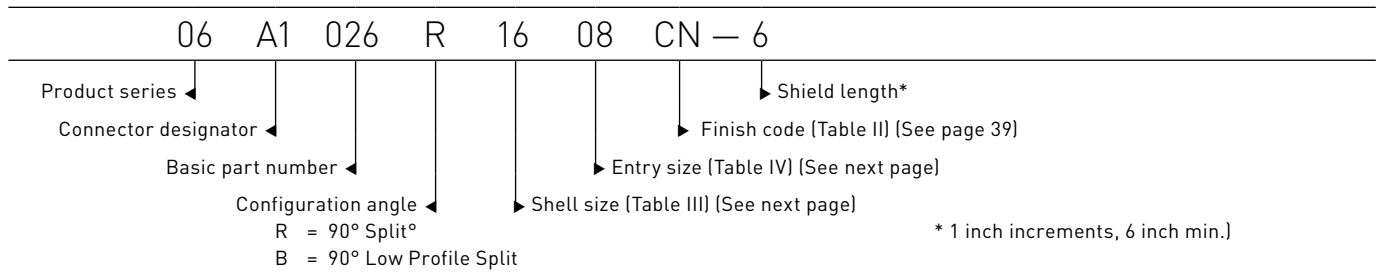 06 A1 026 R 16 08 CN — 6
Product series
Shield length*
Connector designator
Finish code (Table II) (See page 39)
Basic part number
Entry size (Table IV) (See next page)
Configuration angle
Shell size (Table III) (See next page)
R = 90° Split°
* 1 inch increments, 6 inch min.)
B = 90° Low Profile Split